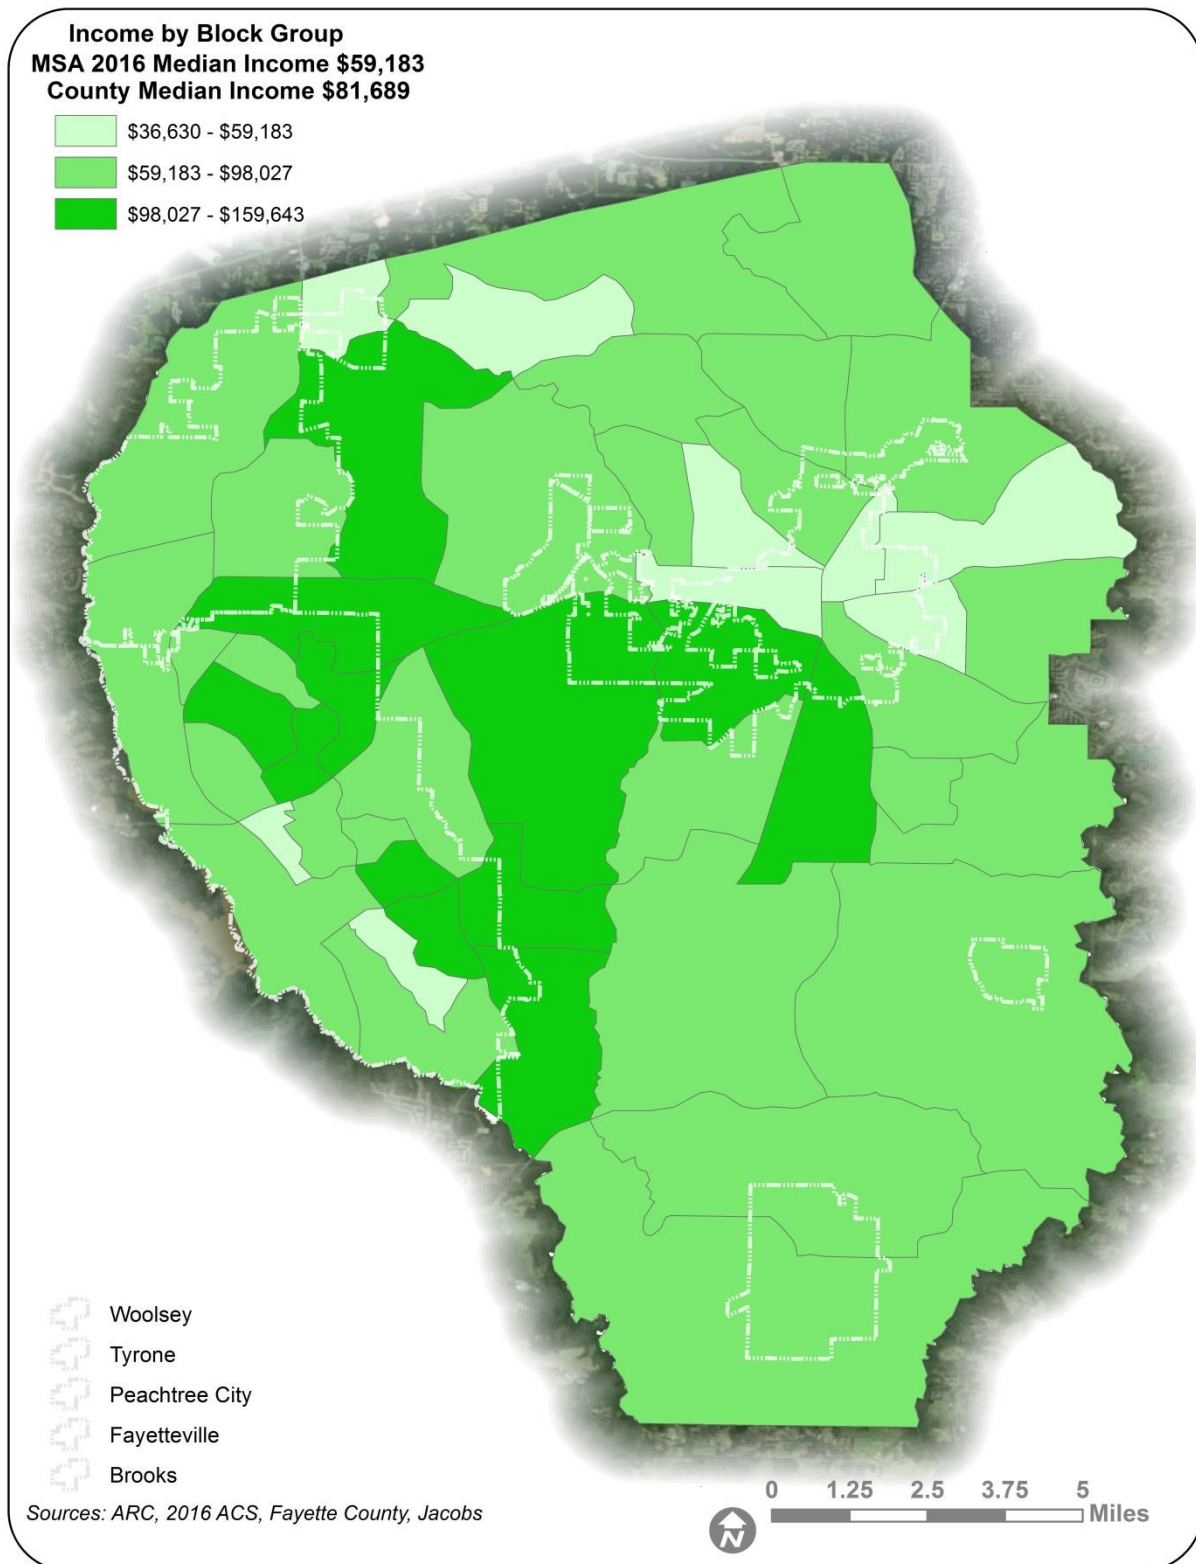 Income by Block Group
MSA 2016 Median Income $59,183
County Median Income $81,689
$36,630 - $59,183
$59,183 - $98,027
$98,027 - $159,643
Woolsey
Tyrone
Peachtree City
Fayetteville
Brooks
Sources: ARC, 2016 ACS, Fayette County, Jacobs
N
0 1.25 2.5 3.75 5
Miles